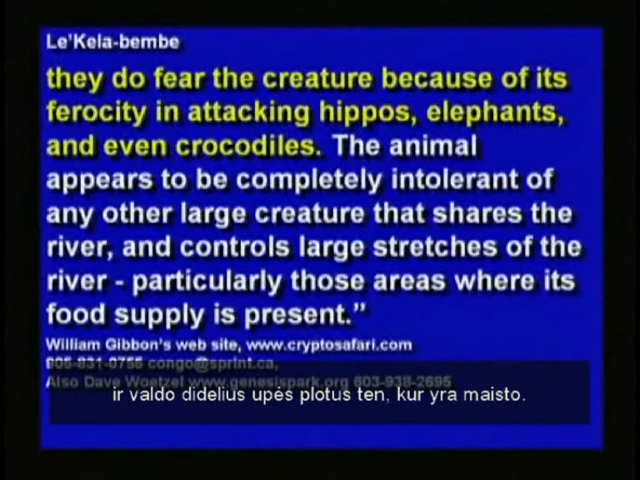 Le'Kela-bembe
they do fear the creature because of its
ferocity in attacking hippos, elephants,
and even crocodiles. The animal
appears to be completely intolerant of
any other large creature that shares the
river, and controls large stretches of the
river - particularly those areas where its
food supply is present.”
William Gibbon's web site, www.cryptosafari.com
905-831-0755 congo@sprint.ca,
Also Dave Woetzel www.genesispark.org 603-938-2695
ir valdo didelius upės plotus ten, kur yra maisto.